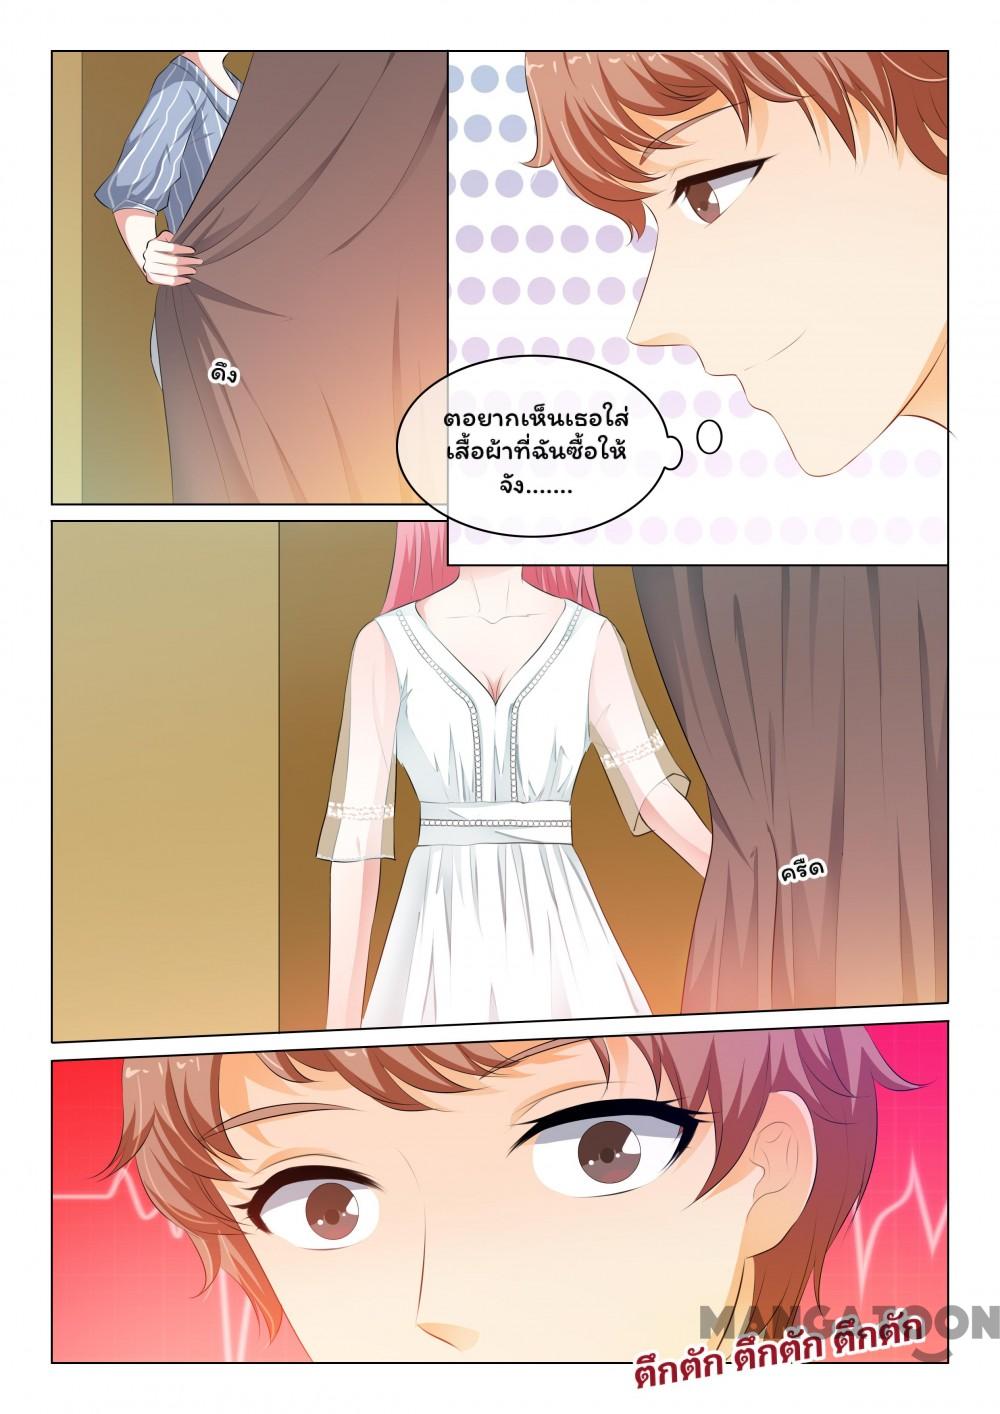 ดึง
ตอยากเห็นเธอใส่
เสื้อผ้าที่ฉันซื้อให้
จัง.......
ครืด
MANGATOON
ตึกตัก ตึกตัก ตึกตัก